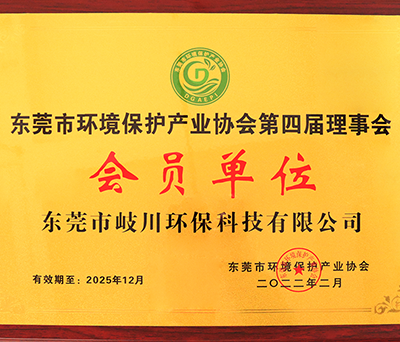 DGAEPI
东莞市环境保护产业协会第四届理事会
会员单位
东莞市岐川环保科技有限公司
东莞市环境保护产业协会
有效期至：2025年12月
二〇二二年二月